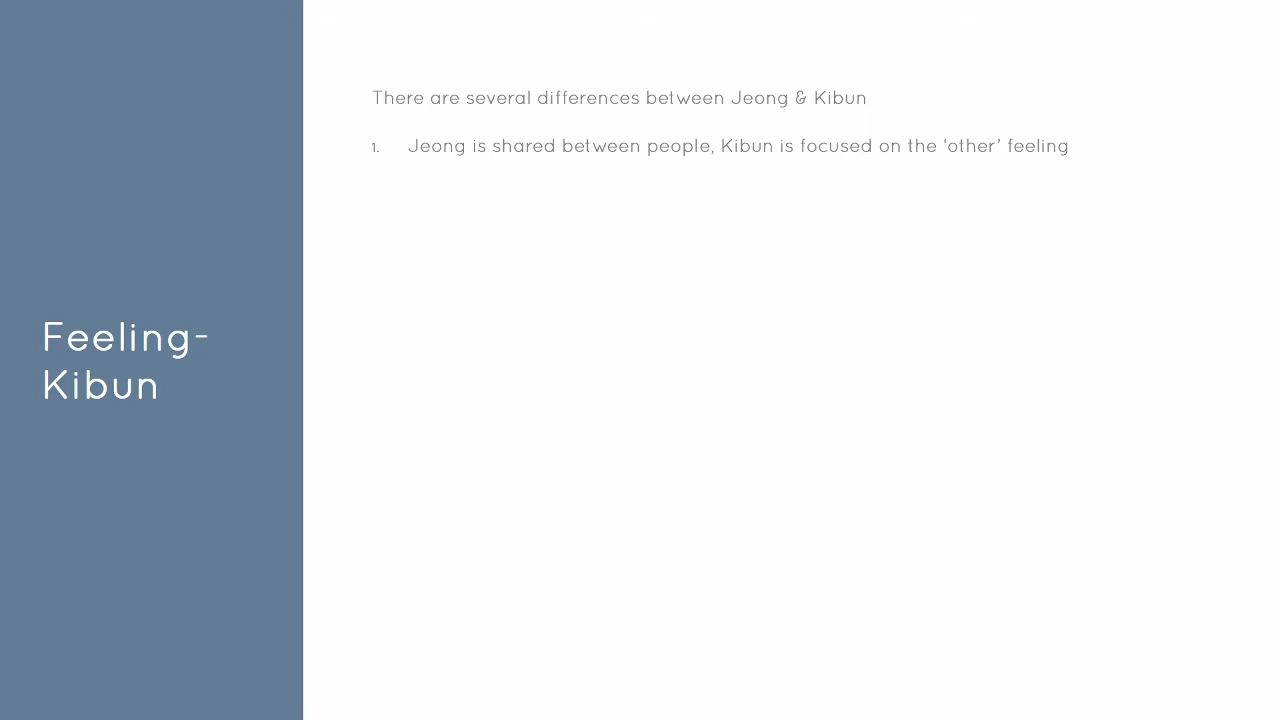 Feeling-
Kibun
There are several differences between Jeong & Kibun
1. Jeong is shared between people, Kibun is focused on the ‘other’ feeling